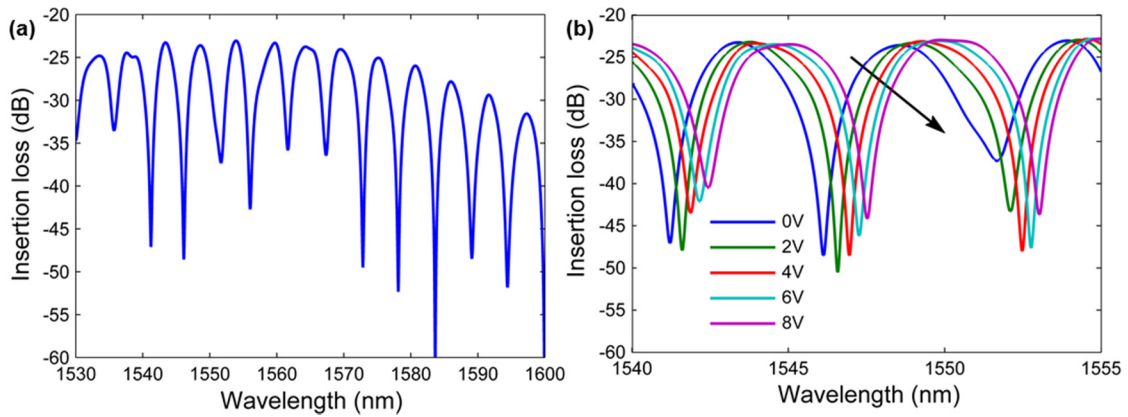 (a)
Insertion loss (dB)
-20
-25
-30
-35
-40
-45
-50
-55
-60
1530 1540 1550 1560 1570 1580 1590 1600
Wavelength (nm)
(b)
Insertion loss (dB)
-20
-25
-30
-35
-40
-45
-50
-55
-60
0V
2V
4V
6V
8V
1540 1545 1550 1555
Wavelength (nm)